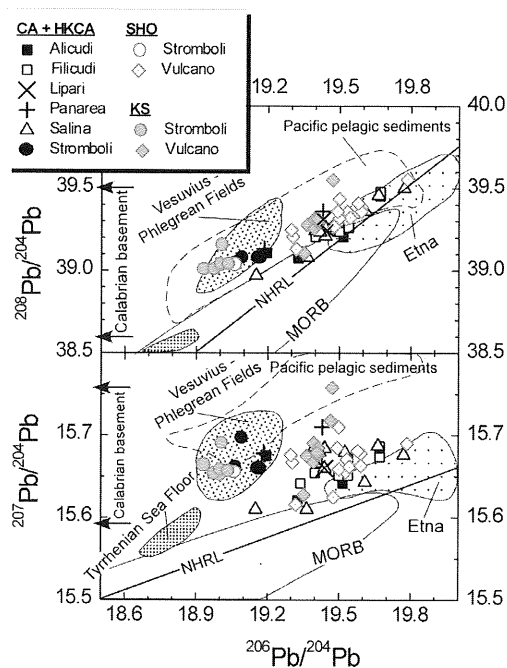 CA + HKCA
Alicudi
Filicudi
Lipari
Panarea
Salina
Stromboli
SHO
Stromboli
Vulcano
KS
Stromboli
Vulcano
19.2 19.5 19.8
40.0
39.5
39.0
38.5
39.5
39.0
38.5
²⁰⁸Pb/²⁰⁴Pb
Calabrian basement
Pacific pelagic sediments
Vesuvius -
Phlegrean Fields
Etna
NHRL
MORB
15.7
15.6
15.5
15.7
15.6
15.5
²⁰⁷Pb/²⁰⁴Pb
Calabrian basement
Vesuvius -
Phlegrean Fields
Pacific pelagic sediments
Tyrrhenian Sea Floor
NHRL
MORB
Etna
18.6 18.9 19.2 19.5 19.8
²⁰⁶Pb/²⁰⁴Pb